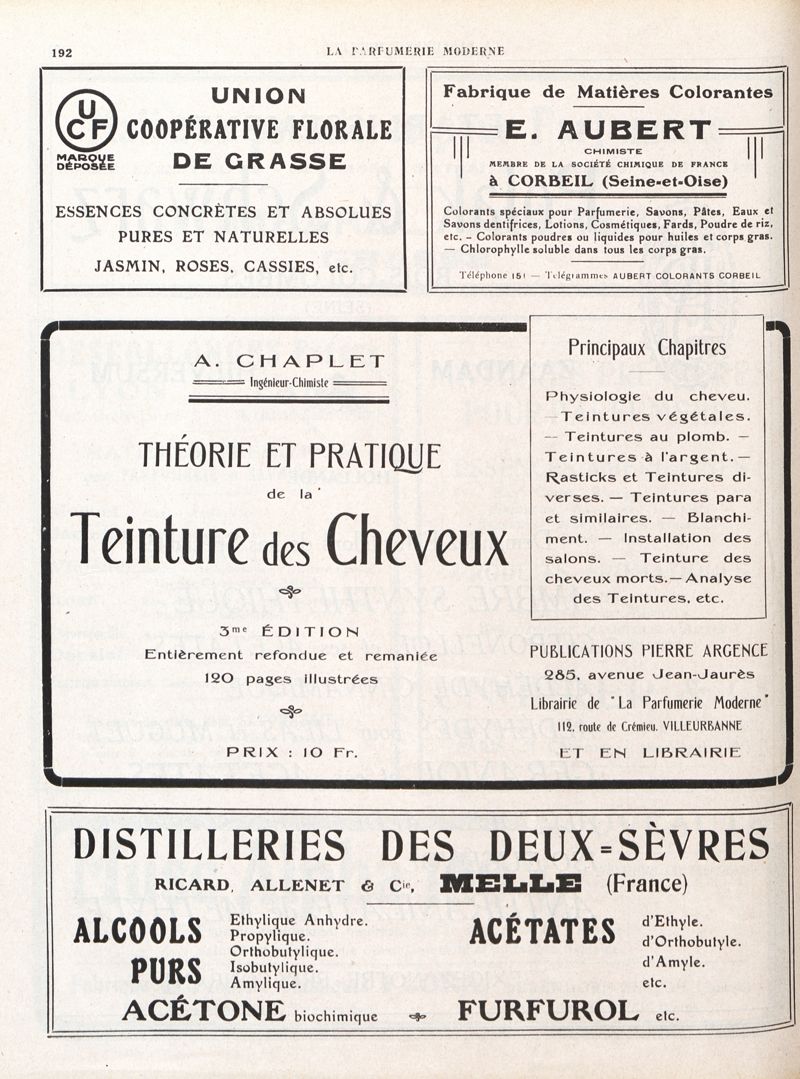 192
LA PARFUMERIE MODERNE
UCF
MARQUE
DÉPOSÉE
UNION
COOPÉRATIVE FLORALE
DE GRASSE
ESSENCES CONCRÈTES ET ABSOLUES
PURES ET NATURELLES
JASMIN, ROSES, CASSIES, etc.
Fabrique de Matières Colorantes
E. AUBERT
CHIMISTE
MEMBRE DE LA SOCIÉTÉ CHIMIQUE DE FRANCE
à CORBEIL (Seine-et-Oise)
Colorants spéciaux pour Parfumerie, Savons, Pâtes, Eaux et
Savons dentifrices, Lotions, Cosmétiques, Fards, Poudre de riz,
etc. - Colorants poudres ou liquides pour huiles et corps gras.
— Chlorophylle soluble dans tous les corps gras.
Téléphone 151 — Télégrammes AUBERT COLORANTS CORBEIL
A. CHAPLET
Ingénieur-Chimiste
THÉORIE ET PRATIQUE
de la
Teinture des Cheveux
3me ÉDITION
Entièrement refondue et remaniée
120 pages illustrées
PRIX : 10 Fr.
Principaux Chapitres
Physiologie du cheveu.
— Teintures végétales.
— Teintures au plomb. —
Teintures à l'argent. —
Rasticks et Teintures di-
verses. — Teintures para
et similaires. — Blanchi-
ment. — Installation des
salons. — Teinture des
cheveux morts. — Analyse
des Teintures, etc.
PUBLICATIONS PIERRE ARGENCE
285, avenue Jean-Jaurès
Librairie de "La Parfumerie Moderne"
112, route de Crémieu, VILLEURBANNE
ET EN LIBRAIRIE
DISTILLERIES DES DEUX=SÈVRES
RICARD, ALLENET & Cie, MELLE (France)
ALCOOLS
PURS
Ethylique Anhydre.
Propylique.
Orthobutylique.
Isobutylique.
Amylique.
ACÉTATES
d'Ethyle.
d'Orthobutyle.
d'Amyle.
etc.
ACÉTONE biochimique
FURFUROL etc.